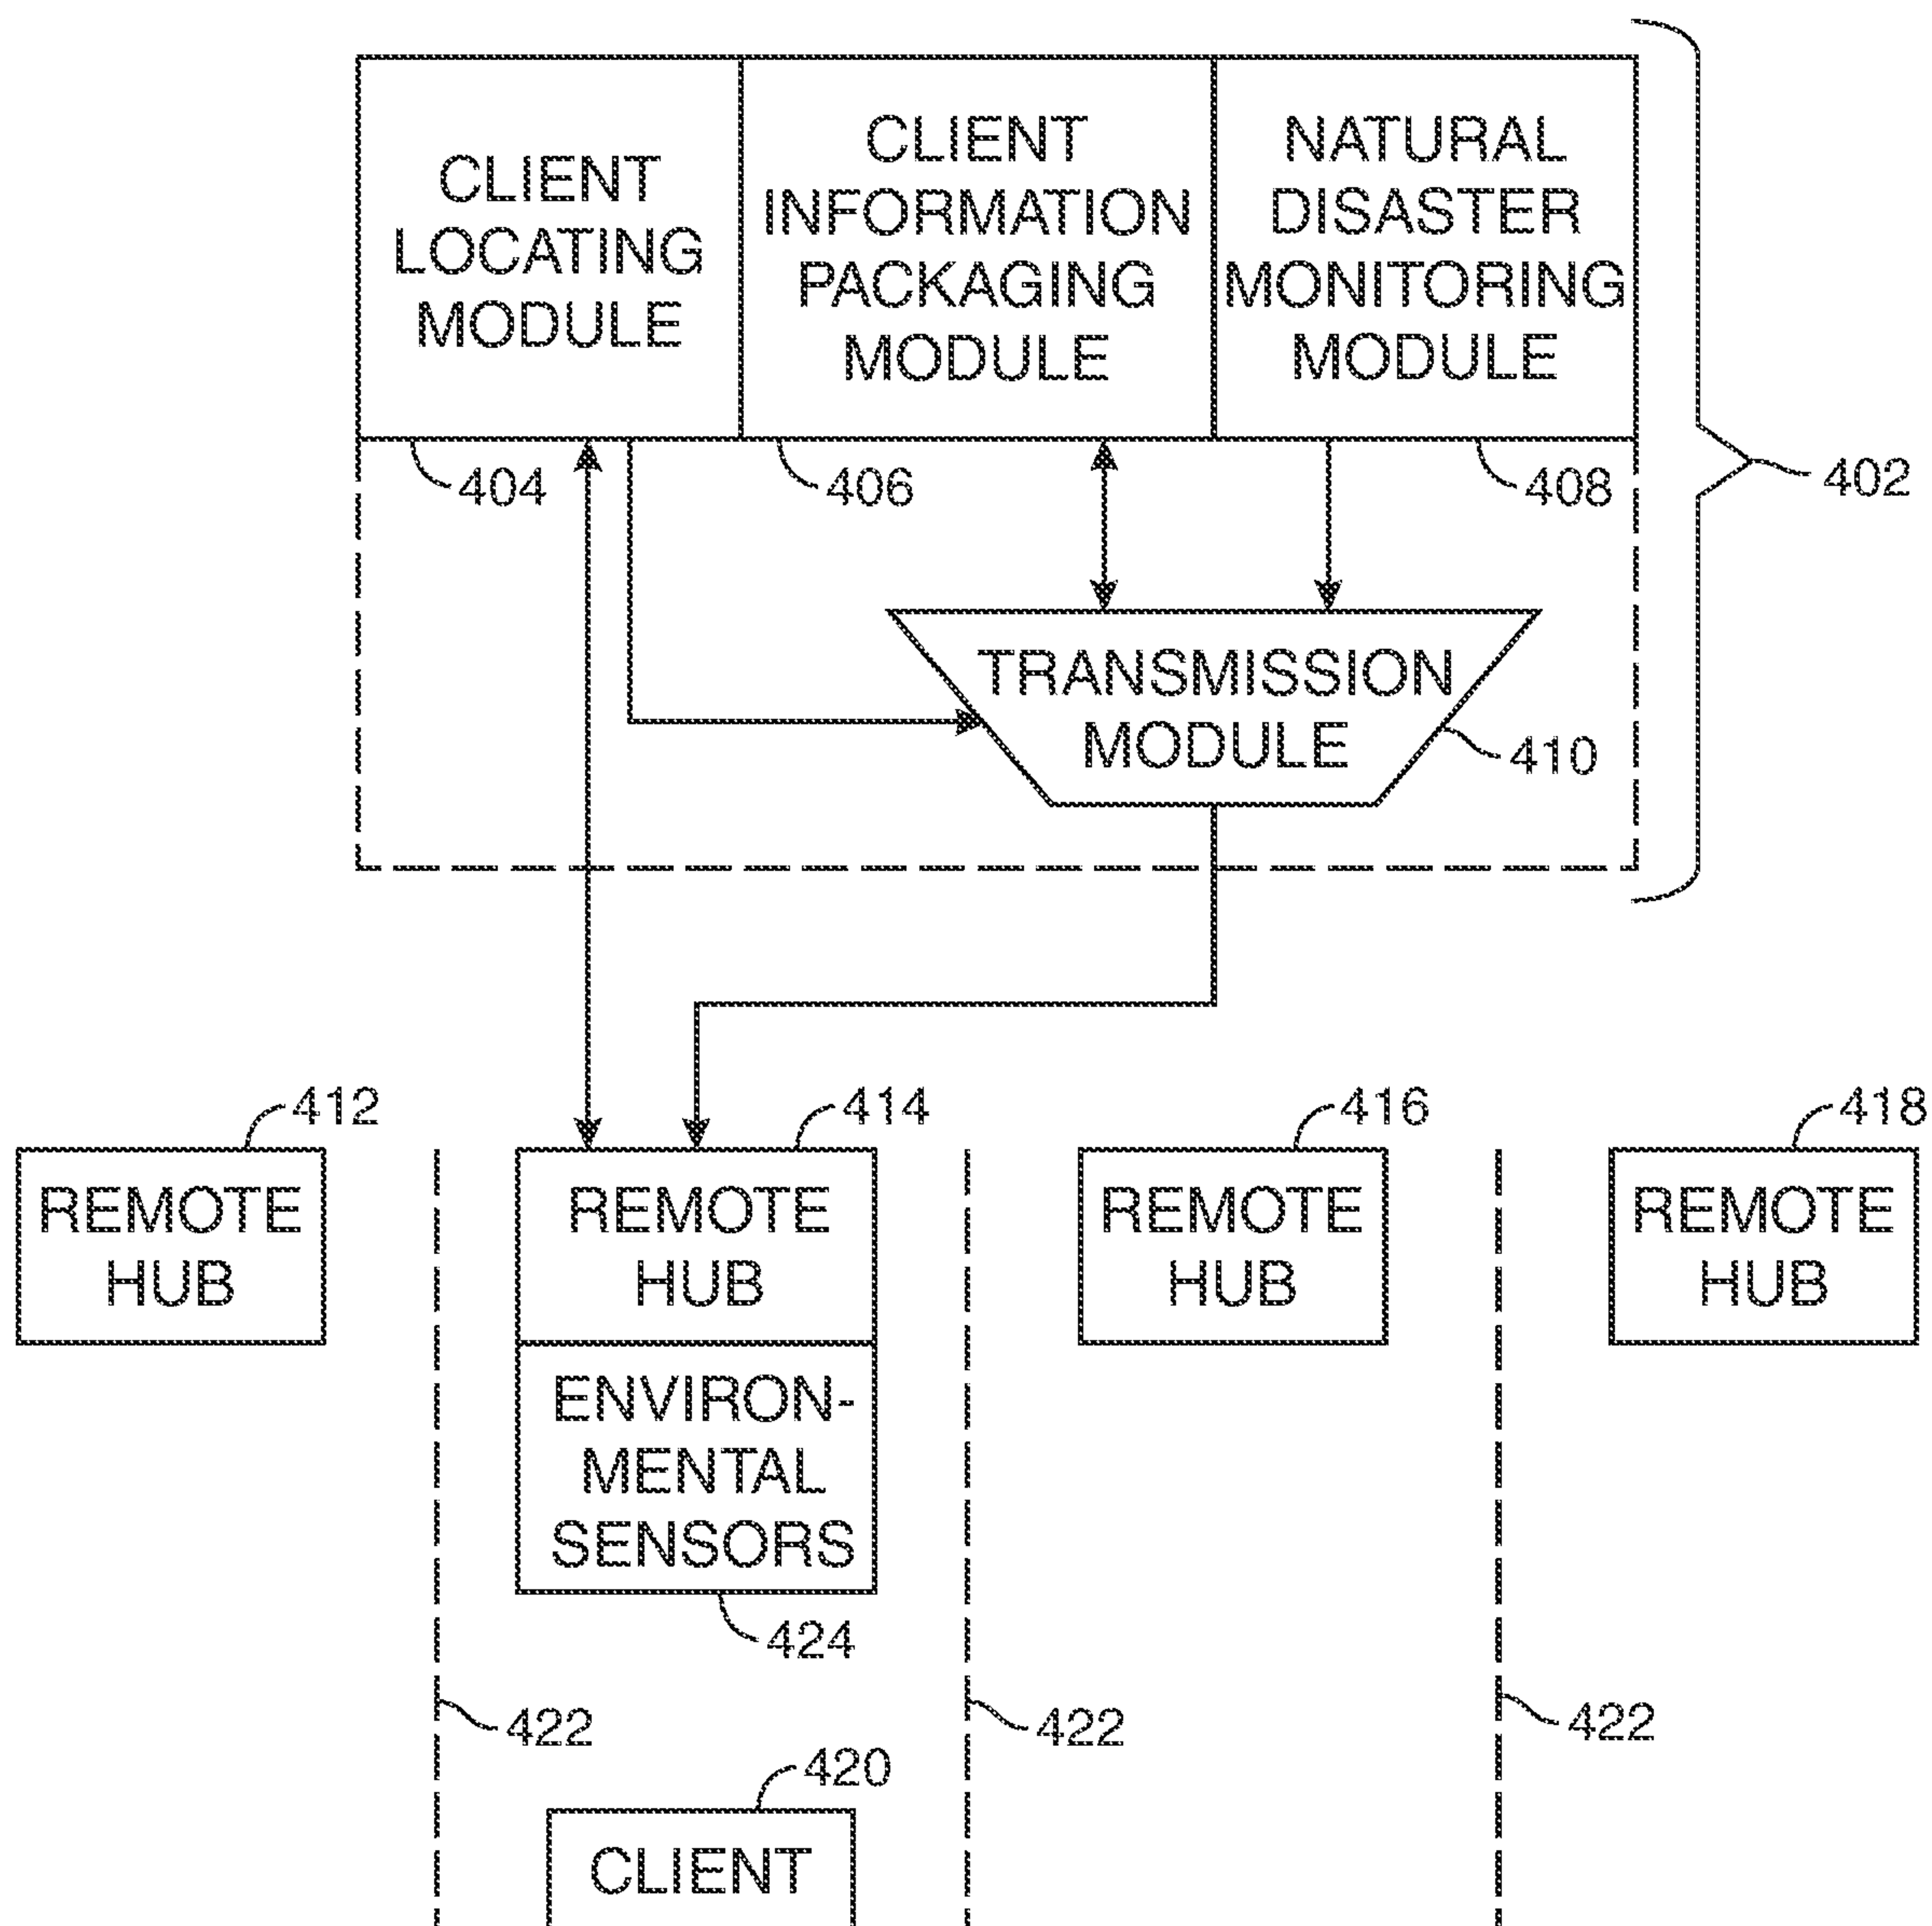 CLIENT
LOCATING
MODULE
CLIENT
INFORMATION
PACKAGING
MODULE
NATURAL
DISASTER
MONITORING
MODULE
404
406
408
402
TRANSMISSION
MODULE
410
412
414
416
418
REMOTE
HUB
REMOTE
HUB
REMOTE
HUB
REMOTE
HUB
ENVIRON-
MENTAL
SENSORS
424
422
422
422
420
CLIENT